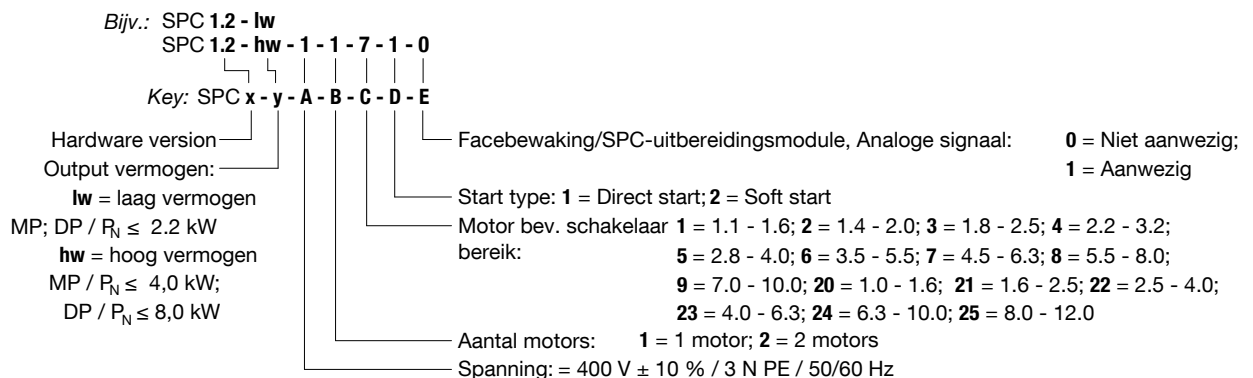 Bijv.: SPC 1.2 - lw
SPC 1.2 - hw - 1 - 1 - 7 - 1 - 0
Key: SPC x - y - A - B - C - D - E
Hardware version
Output vermogen:
lw = laag vermogen
MP; DP / PN ≤ 2.2 kW
hw = hoog vermogen
MP / PN ≤ 4,0 kW;
DP / PN ≤ 8,0 kW
Facebewaking/SPC-uitbereidingsmodule, Analoge signaal: 0 = Niet aanwezig;
1 = Aanwezig
Start type: 1 = Direct start; 2 = Soft start
Motor bev. schakelaar 1 = 1.1 - 1.6; 2 = 1.4 - 2.0; 3 = 1.8 - 2.5; 4 = 2.2 - 3.2;
bereik: 5 = 2.8 - 4.0; 6 = 3.5 - 5.5; 7 = 4.5 - 6.3; 8 = 5.5 - 8.0;
9 = 7.0 - 10.0; 20 = 1.0 - 1.6; 21 = 1.6 - 2.5; 22 = 2.5 - 4.0;
23 = 4.0 - 6.3; 24 = 6.3 - 10.0; 25 = 8.0 - 12.0
Aantal motors: 1 = 1 motor; 2 = 2 motors
Spanning: = 400 V ± 10 % / 3 N PE / 50/60 Hz